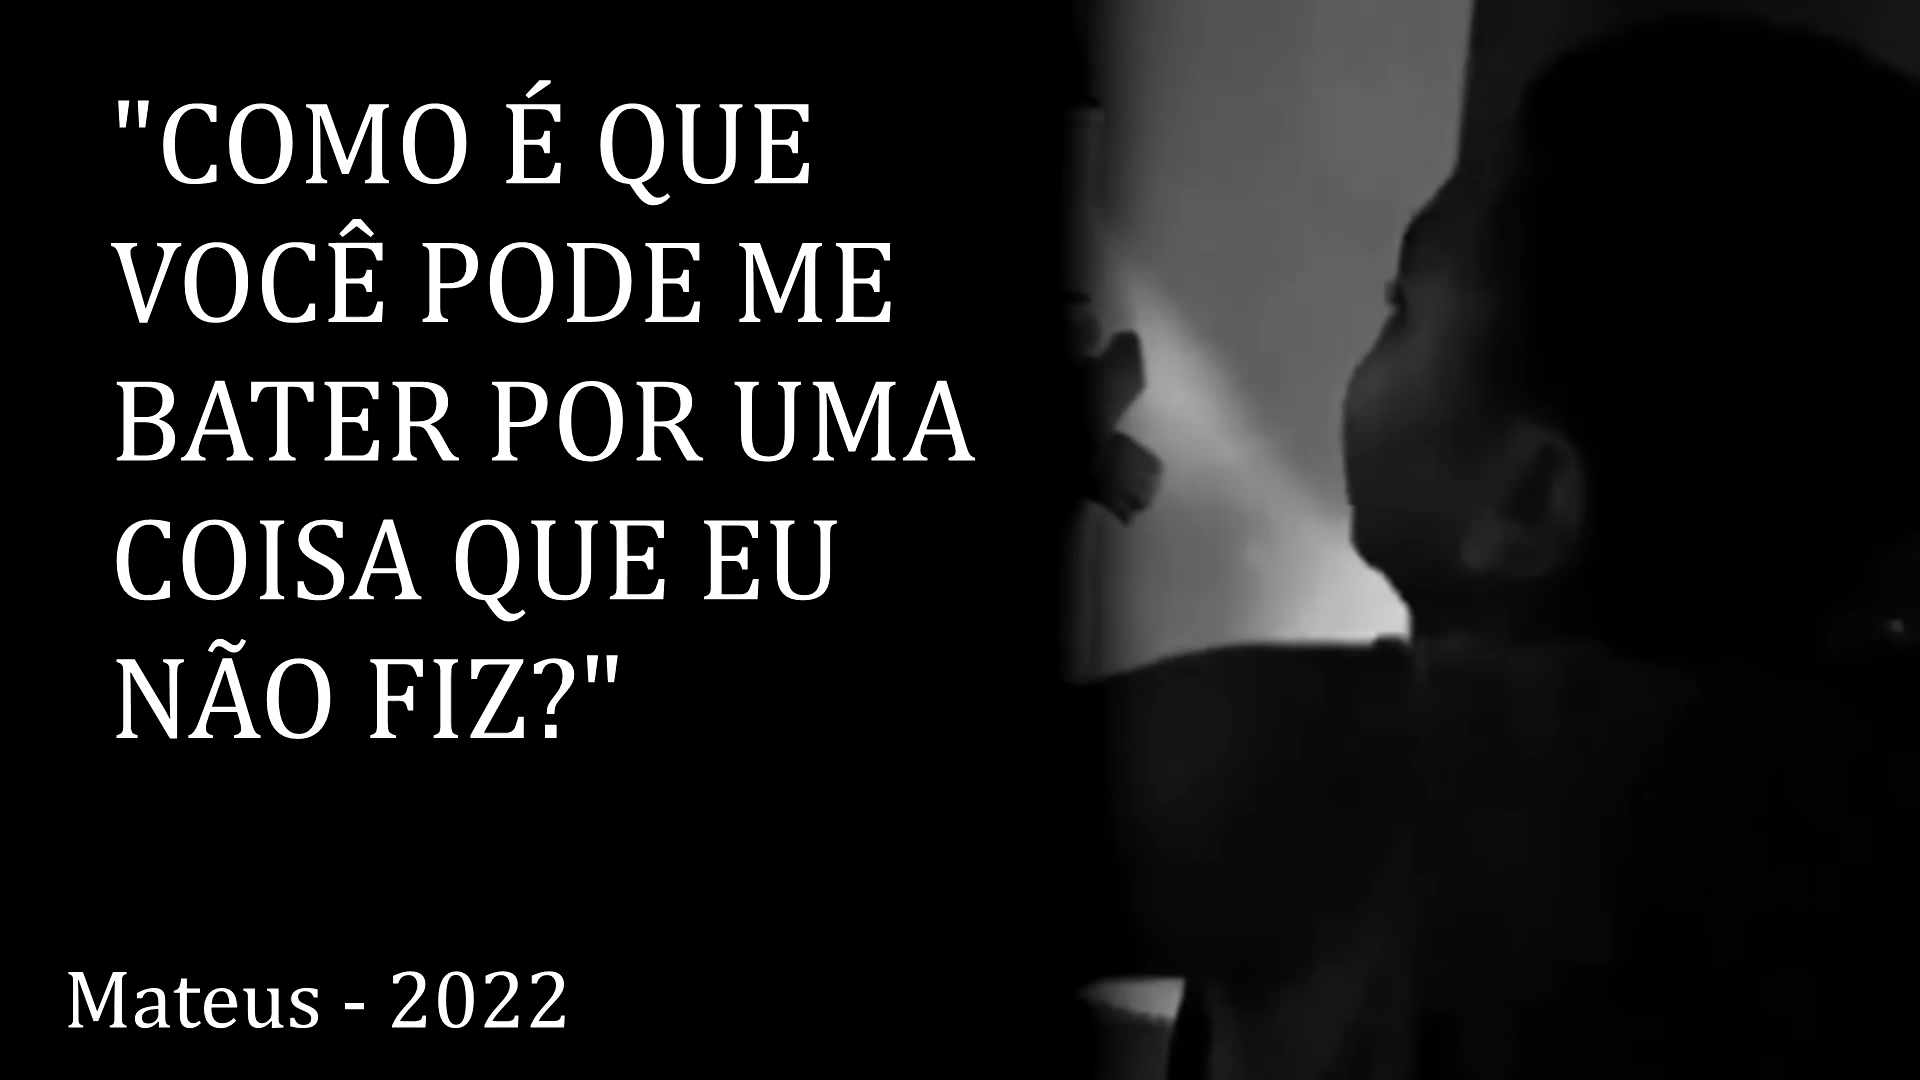 "COMO É QUE
VOCÊ PODE ME
BATER POR UMA
COISA QUE EU
NÃO FIZ?"
Mateus - 2022